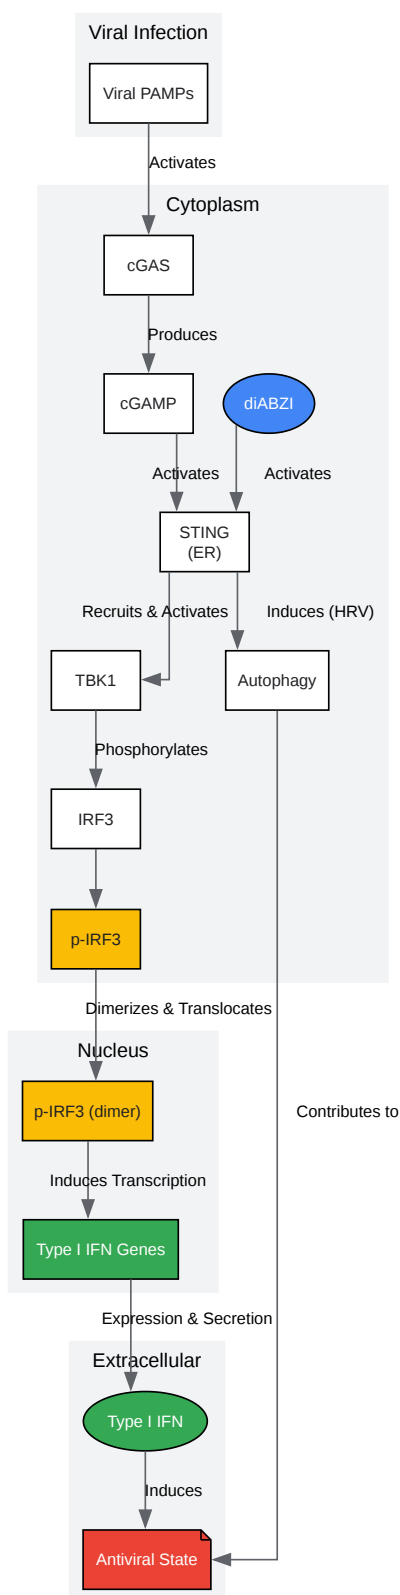 Viral Infection
Viral PAMPs
Activates
Cytoplasm
cGAS
Produces
cGAMP
diABZI
Activates
Activates
STING
(ER)
Recruits & Activates
Induces (HRV)
TBK1
Autophagy
Phosphorylates
IRF3
p-IRF3
Dimerizes & Translocates
Nucleus
p-IRF3 (dimer)
Contributes to
Induces Transcription
Type I IFN Genes
Expression & Secretion
Extracellular
Type I IFN
Induces
Antiviral State